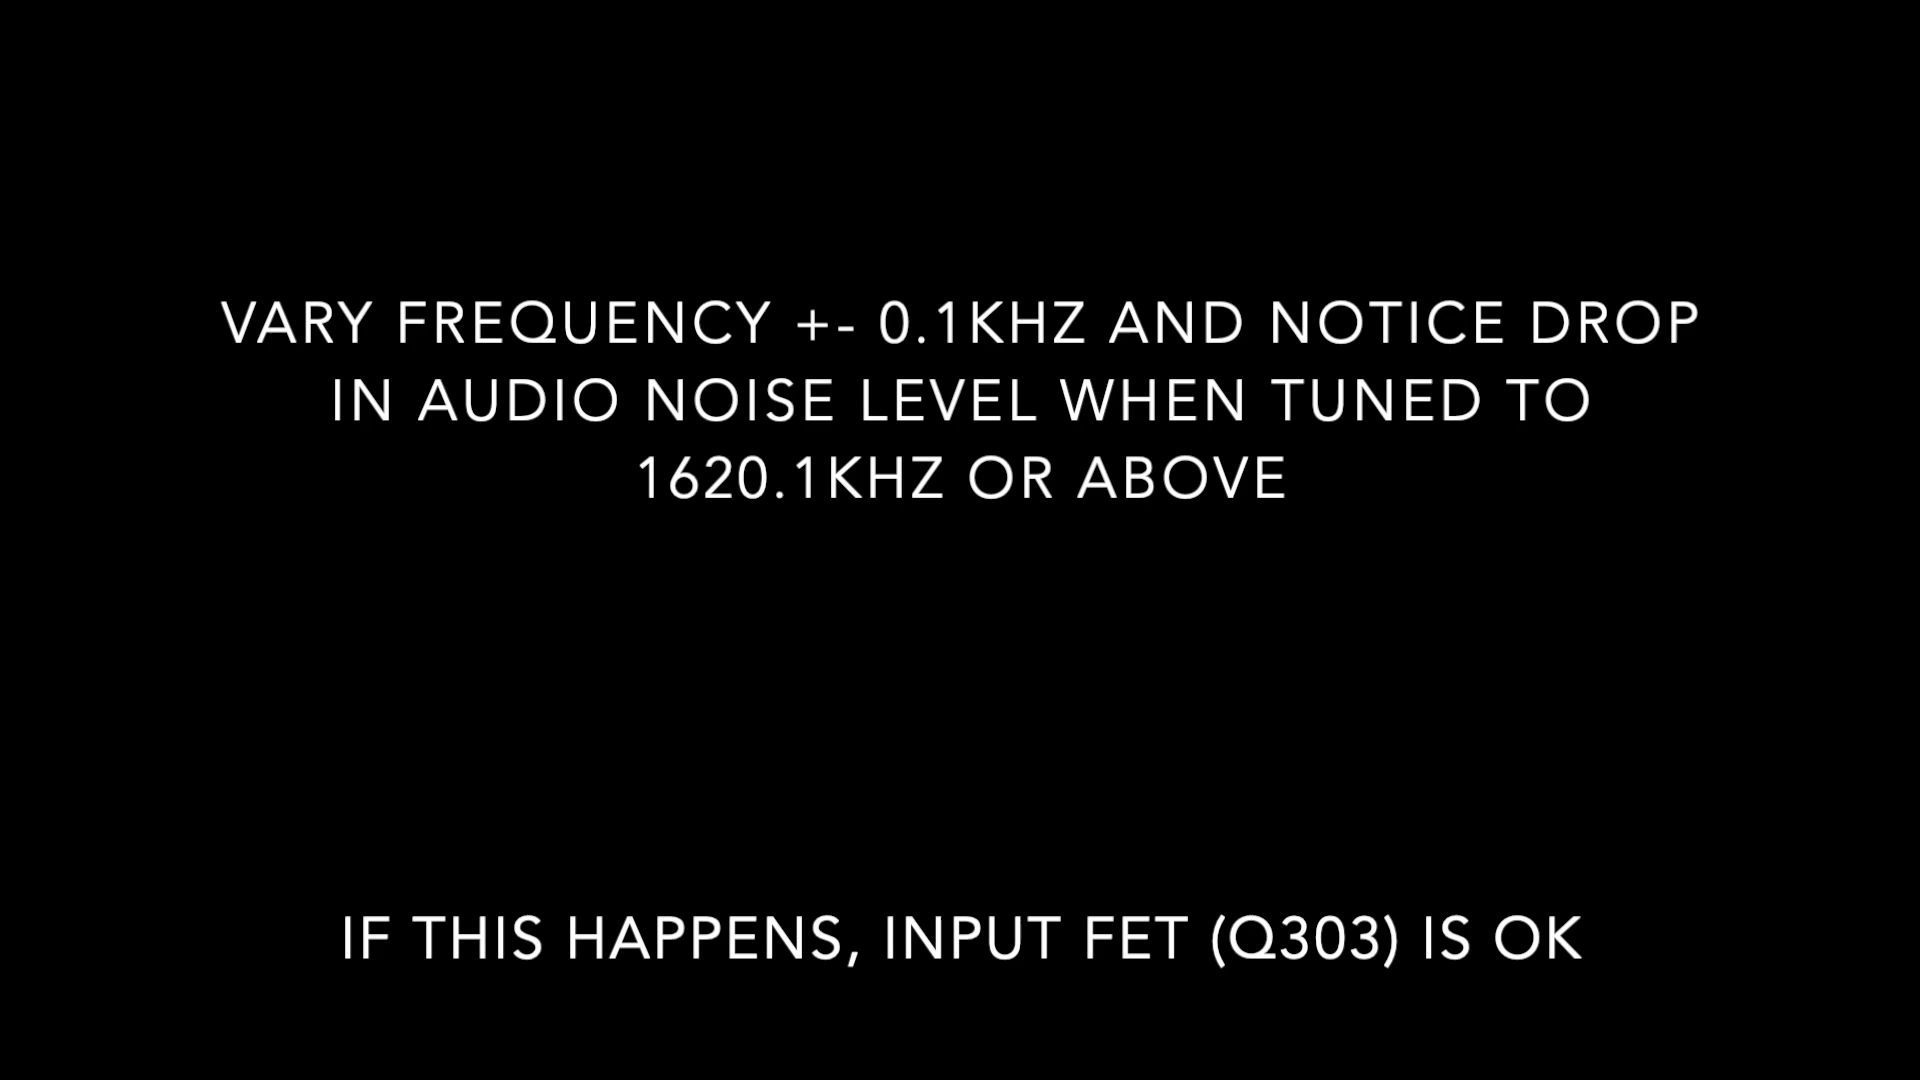 VARY FREQUENCY +- 0.1KHZ AND NOTICE DROP
IN AUDIO NOISE LEVEL WHEN TUNED TO
1620.1KHZ OR ABOVE
IF THIS HAPPENS, INPUT FET (Q303) IS OK